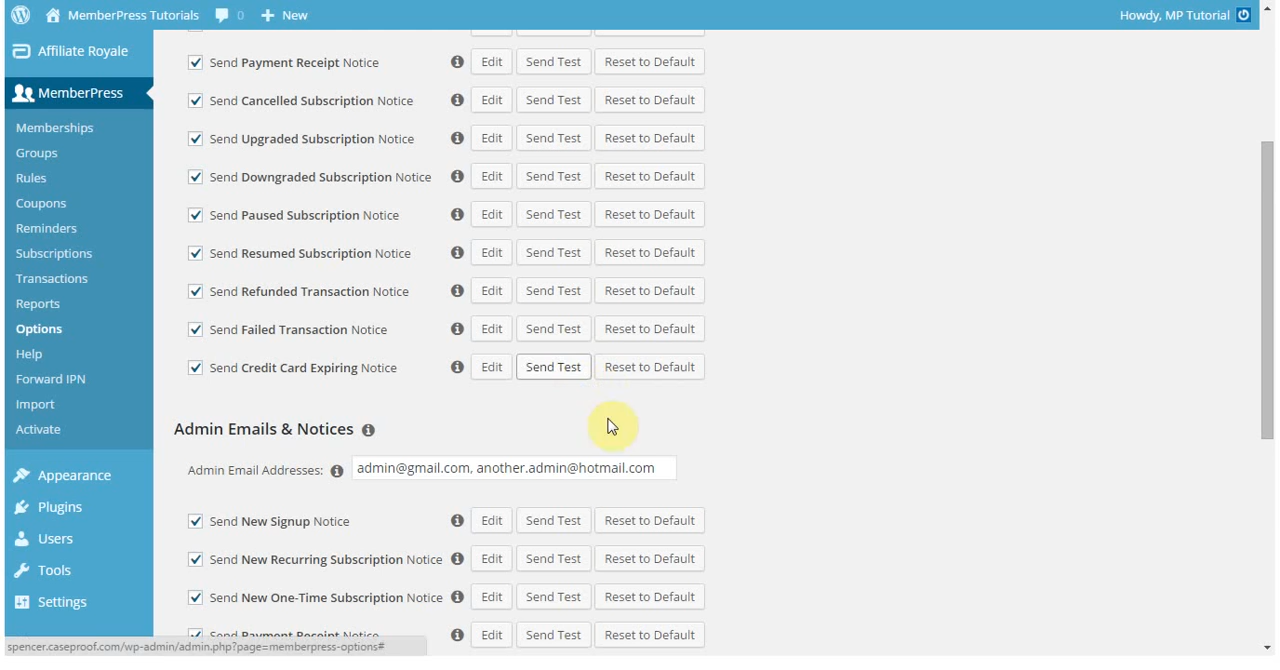 MemberPress Tutorials 0 New Howdy, MP Tutorial
Affiliate Royale
MemberPress
Memberships
Groups
Rules
Coupons
Reminders
Subscriptions
Transactions
Reports
Options
Help
Forward IPN
Import
Activate
Appearance
Plugins
Users
Tools
Settings
Send Payment Receipt Notice Edit Send Test Reset to Default
Send Cancelled Subscription Notice Edit Send Test Reset to Default
Send Upgraded Subscription Notice Edit Send Test Reset to Default
Send Downgraded Subscription Notice Edit Send Test Reset to Default
Send Paused Subscription Notice Edit Send Test Reset to Default
Send Resumed Subscription Notice Edit Send Test Reset to Default
Send Refunded Transaction Notice Edit Send Test Reset to Default
Send Failed Transaction Notice Edit Send Test Reset to Default
Send Credit Card Expiring Notice Edit Send Test Reset to Default
Admin Emails & Notices
Admin Email Addresses: admin@gmail.com, another.admin@hotmail.com
Send New Signup Notice Edit Send Test Reset to Default
Send New Recurring Subscription Notice Edit Send Test Reset to Default
Send New One-Time Subscription Notice Edit Send Test Reset to Default
Send Payment Receipt Notice Edit Send Test Reset to Default
spencer.caseproof.com/wp-admin/admin.php?page=memberpress-options#